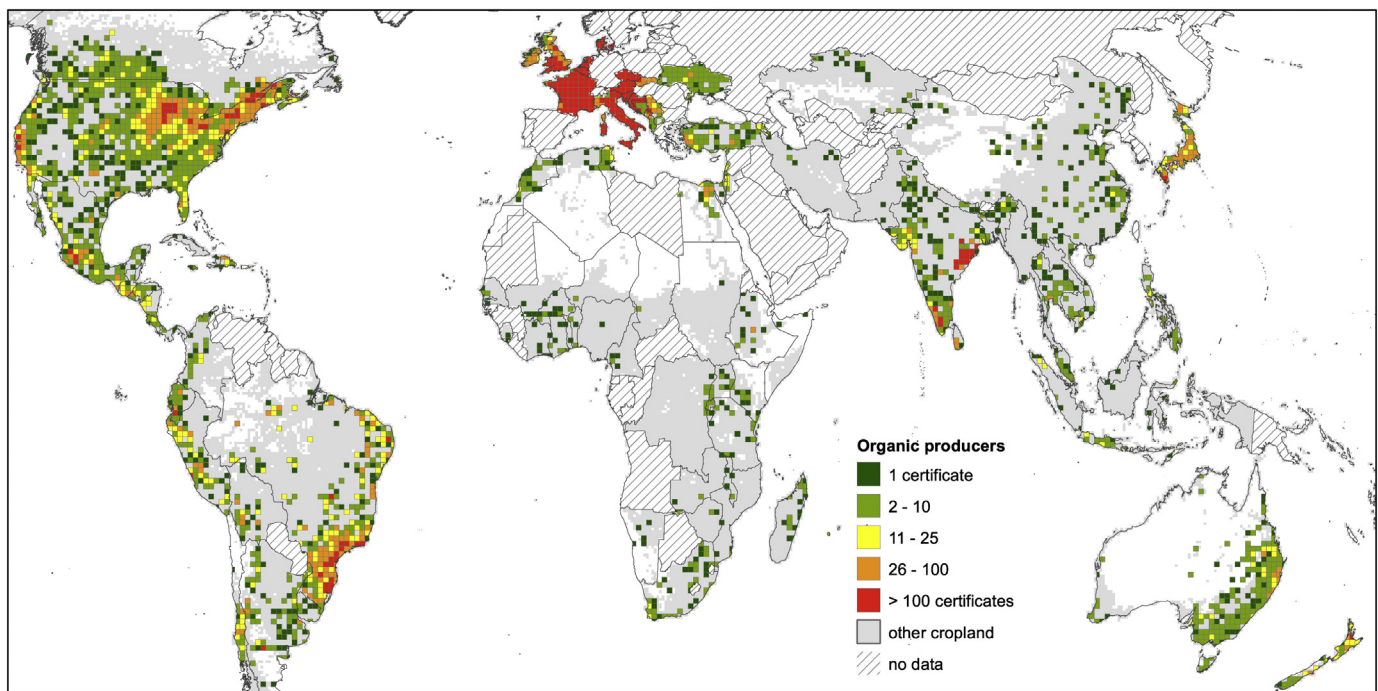 Organic producers
1 certificate
2 - 10
11 - 25
26 - 100
> 100 certificates
other cropland
no data